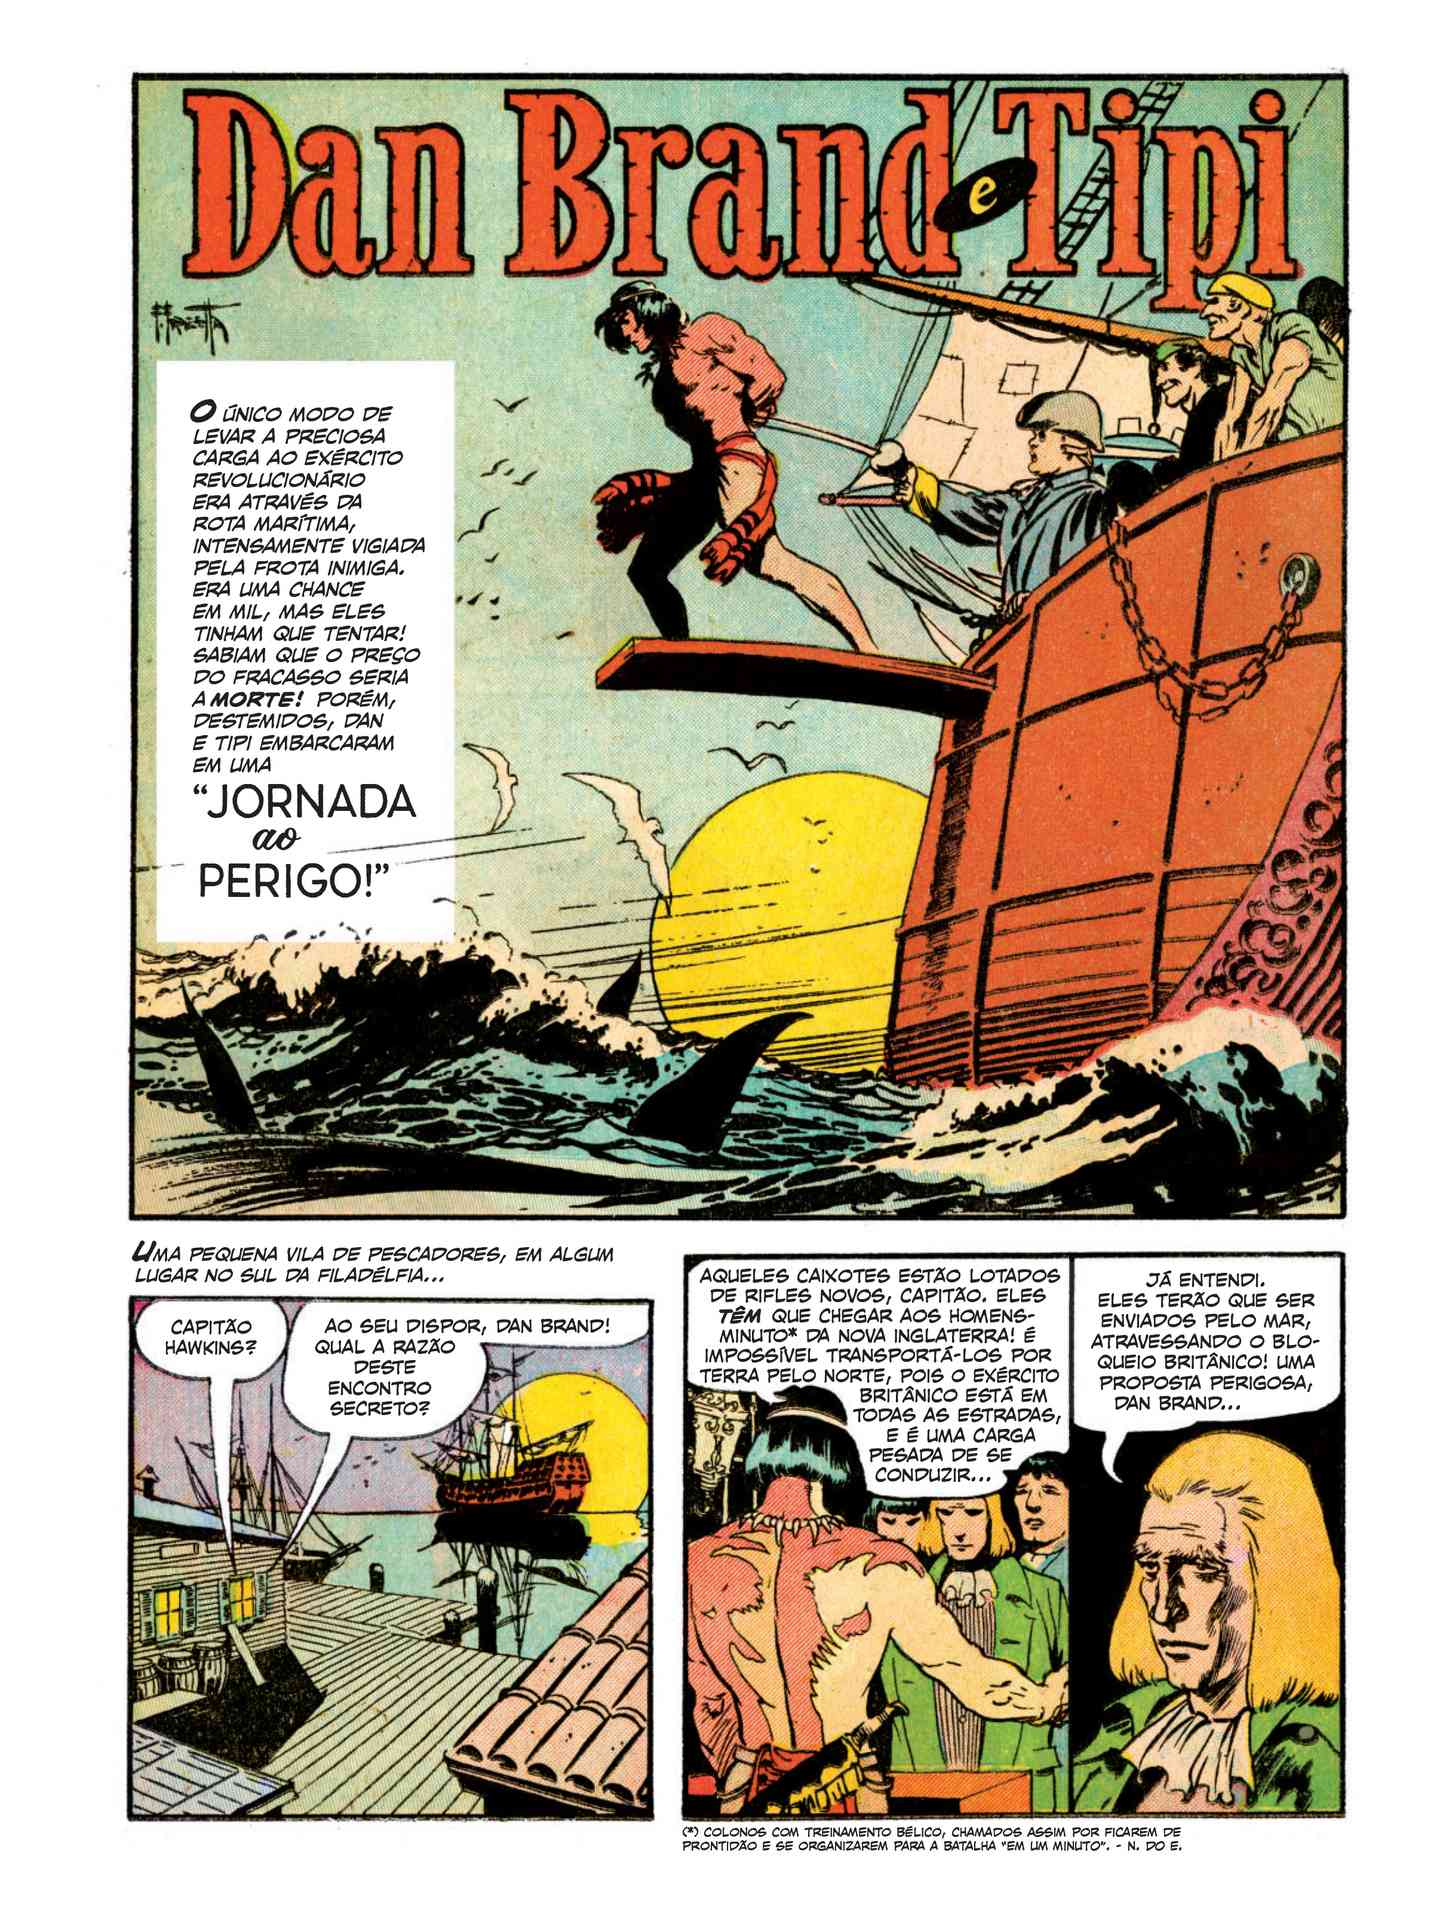 Dan Brand e Tipi
F. FRAZETTA
O ÚNICO MODO DE
LEVAR A PRECIOSA
CARGA AO EXÉRCITO
REVOLUCIONÁRIO
ERA ATRAVÉS DA
ROTA MARÍTIMA,
INTENSAMENTE VIGIADA
PELA FROTA INIMIGA.
ERA UMA CHANCE
EM MIL, MAS ELES
TINHAM QUE TENTAR!
SABIAM QUE O PREÇO
DO FRACASSO SERIA
A MORTE! PORÉM,
DESTEMIDOS, DAN
E TIPI EMBARCARAM
EM UMA
“JORNADA
ao
PERIGO!”
UMA PEQUENA VILA DE PESCADORES, EM ALGUM
LUGAR NO SUL DA FILADÉLFIA...
CAPITÃO
HAWKINS?
AO SEU DISPOR, DAN BRAND!
QUAL A RAZÃO
DESTE
ENCONTRO
SECRETO?
AQUELES CAIXOTES ESTÃO LOTADOS
DE RIFLES NOVOS, CAPITÃO. ELES
TÊM QUE CHEGAR AOS HOMENS-
MINUTO* DA NOVA INGLATERRA! É
IMPOSSÍVEL TRANSPORTÁ-LOS POR
TERRA PELO NORTE, POIS O EXÉRCITO
BRITÂNICO ESTÁ EM
TODAS AS ESTRADAS,
E É UMA CARGA
PESADA DE SE
CONDUZIR...
JÁ ENTENDI.
ELES TERÃO QUE SER
ENVIADOS PELO MAR,
ATRAVESSANDO O BLO-
QUEIO BRITÂNICO! UMA
PROPOSTA PERIGOSA,
DAN BRAND...
(*) COLONOS COM TREINAMENTO BÉLICO, CHAMADOS ASSIM POR FICAREM DE
PRONTIDÃO E SE ORGANIZAREM PARA A BATALHA “EM UM MINUTO”. - N. DO E.